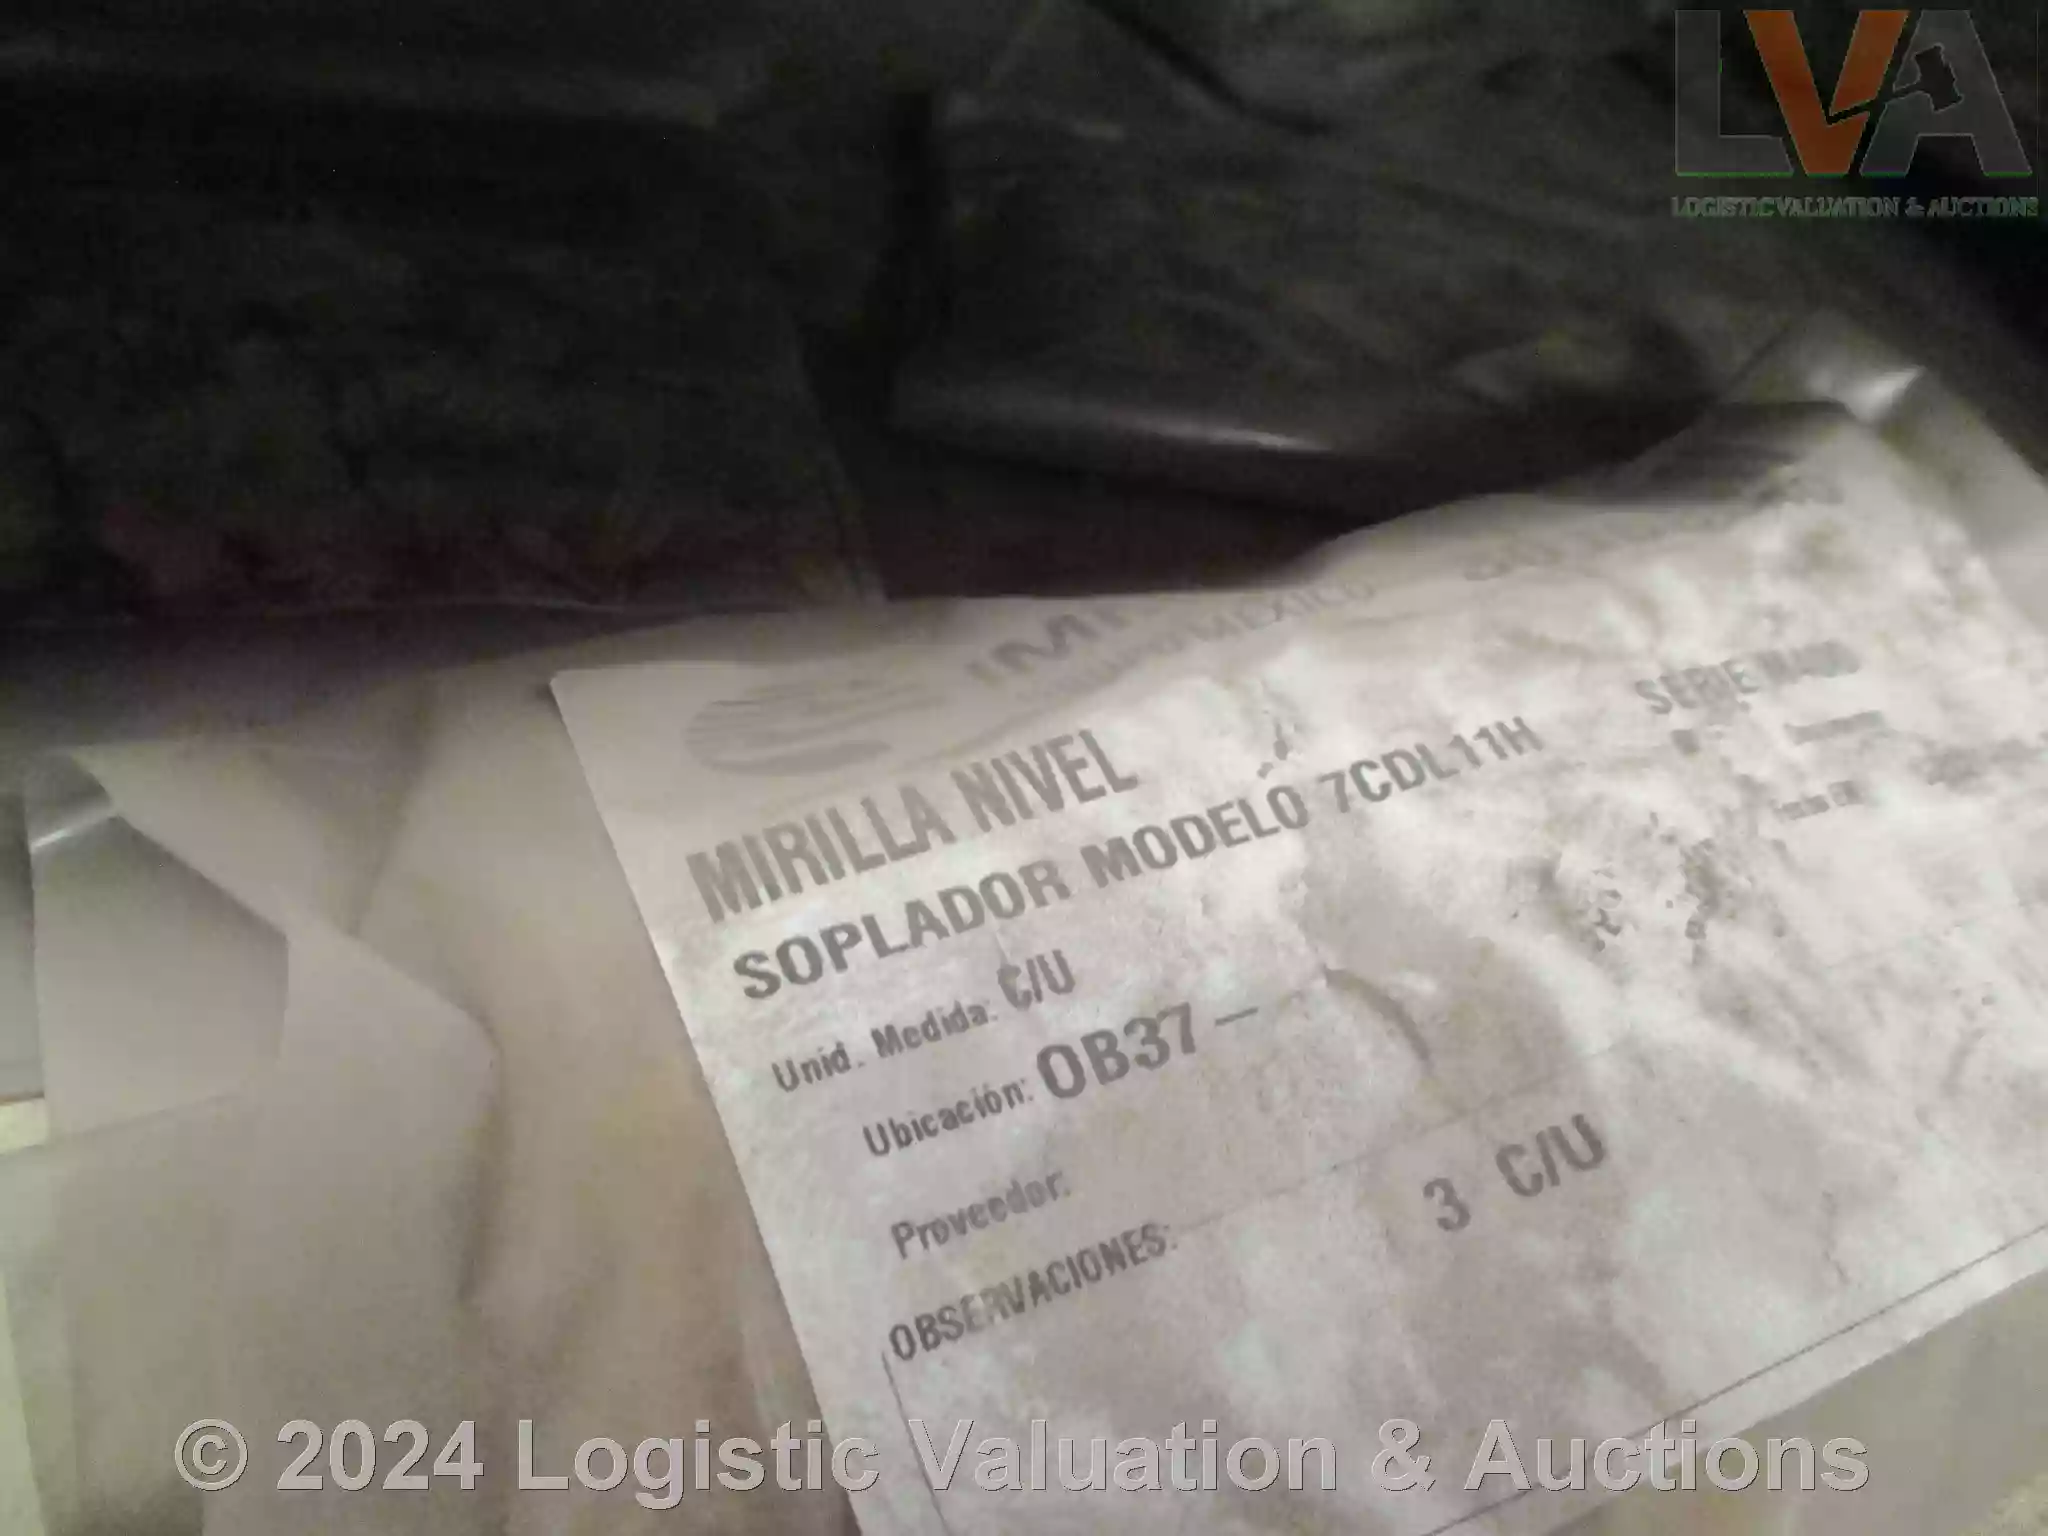 LVA
LOGISTIC VALUATION & AUCTIONS
MIRILLA NIVEL
SOPLADOR MODELO 7CDL11H
SERIE
Unid. Medida: C/U
Ubicación: OB37 –
Proveedor:
3 C/U
OBSERVACIONES:
© 2024 Logistic Valuation & Auctions